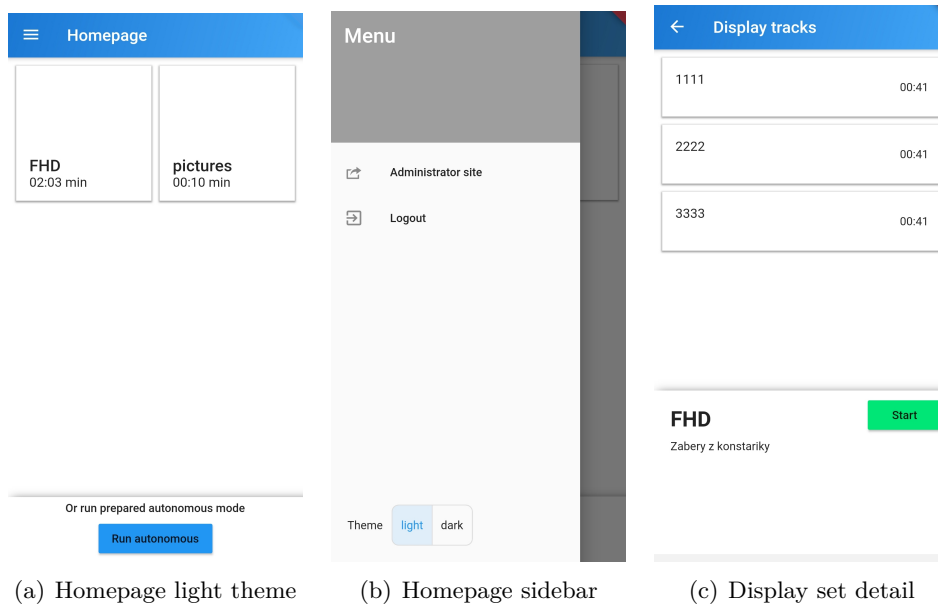 Homepage
FHD
02:03 min
pictures
00:10 min
Or run prepared autonomous mode
Run autonomous
(a) Homepage light theme
Menu
Administrator site
Logout
Theme light dark
(b) Homepage sidebar
Display tracks
1111
00:41
2222
00:41
3333
00:41
FHD
Start
Zabery z konstariky
(c) Display set detail